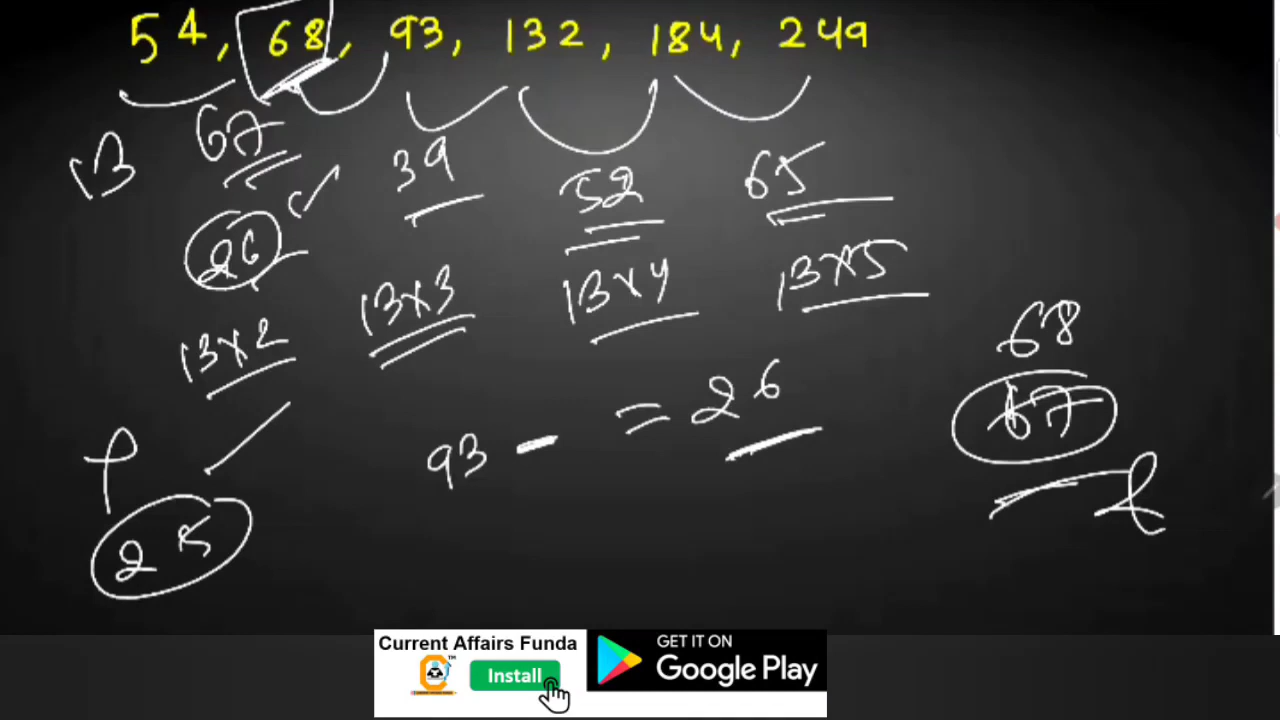 54, 68, 93, 132, 184, 249
13 67 39 52 65
26
13×2 13×3 13×4 13×5
68
93 - = 26
67
25
Current Affairs Funda
Install
GET IT ON
Google Play